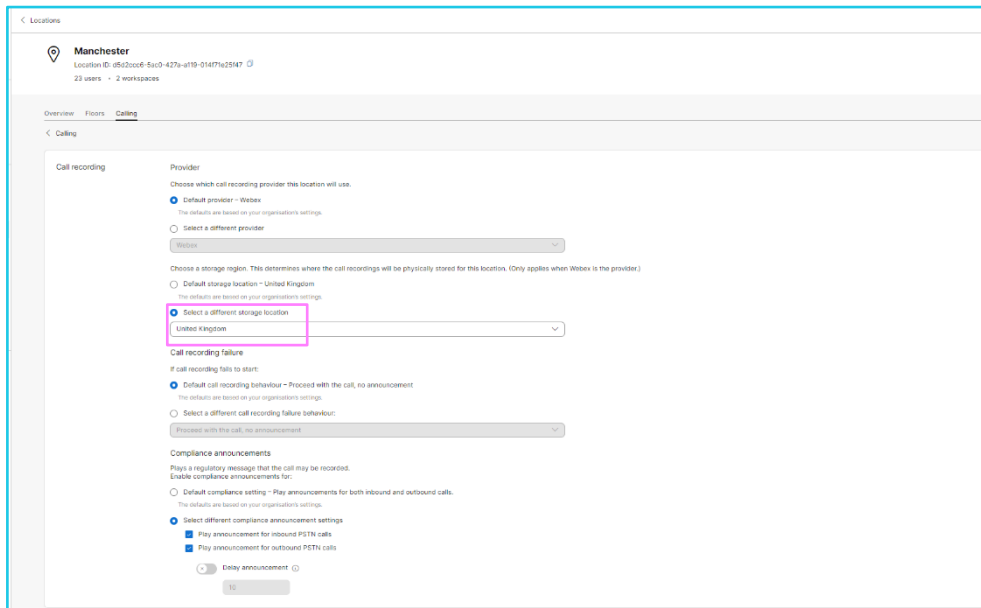 Locations
Manchester
Location ID: d5d2ccc6-5ac0-427a-a119-014f71e25f47
23 users • 2 workspaces
Overview Floors Calling
Calling
Call recording
Provider
Choose which call recording provider this location will use.
Default provider – Webex
The defaults are based on your organisation's settings.
Select a different provider
Webex
Choose a storage region. This determines where the call recordings will be physically stored for this location. (Only applies when Webex is the provider.)
Default storage location – United Kingdom
The defaults are based on your organisation's settings.
Select a different storage location
United Kingdom
Call recording failure
If call recording fails to start:
Default call recording behaviour – Proceed with the call, no announcement
The defaults are based on your organisation's settings.
Select a different call recording failure behaviour:
Proceed with the call, no announcement
Compliance announcements
Plays a regulatory message that the call may be recorded.
Enable compliance announcements for:
Default compliance setting – Play announcements for both inbound and outbound calls.
The defaults are based on your organisation's settings.
Select different compliance announcement settings
Play announcement for inbound PSTN calls
Play announcement for outbound PSTN calls
Delay announcement
10